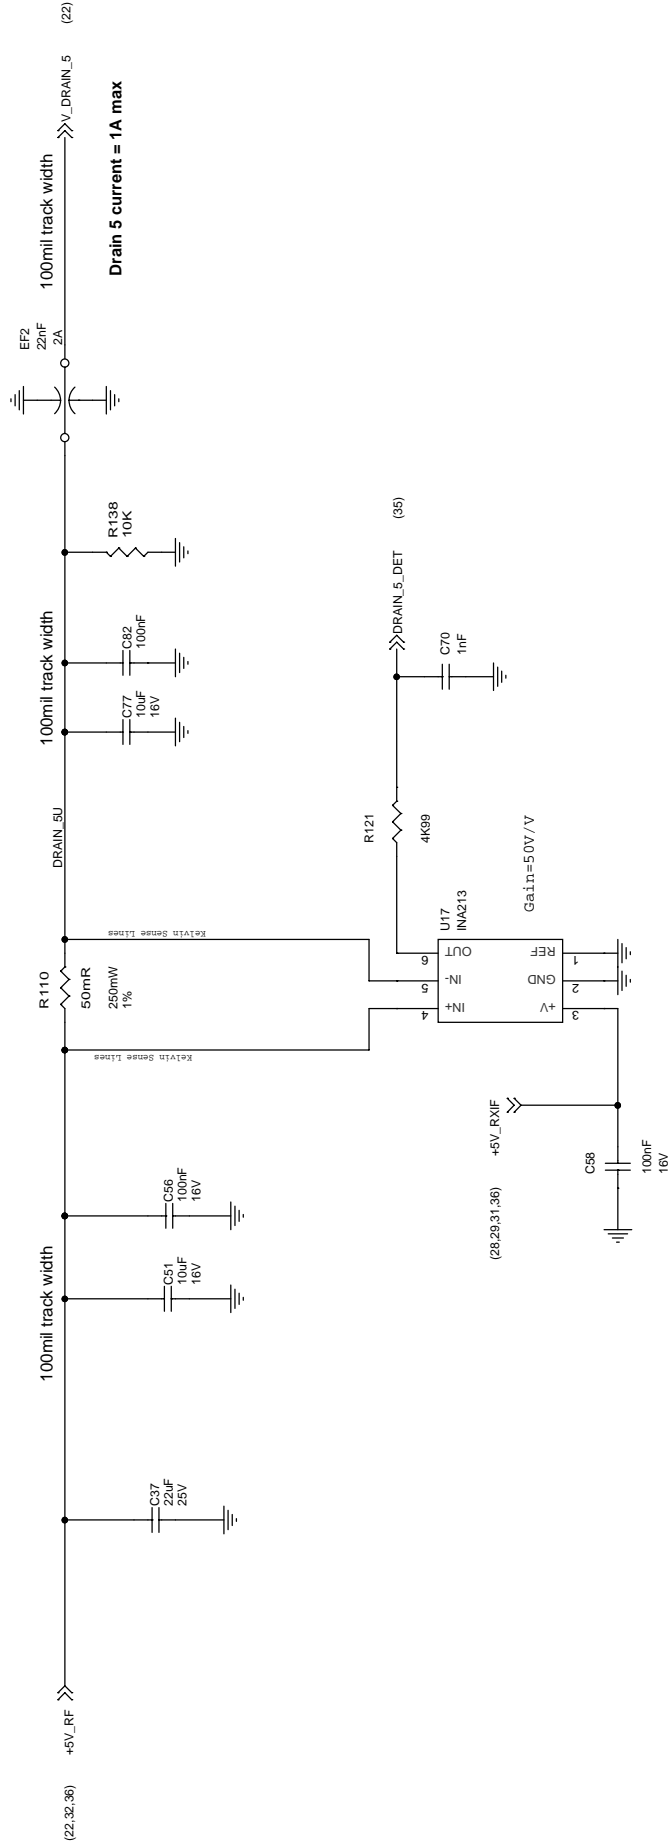 (22,32,36)
+5V_RF
C37
22uF
25V
100mil track width
C51
10uF
16V
C56
100nF
16V
Kelvin Sense Lines
R110
50mR
250mW
1%
Kelvin Sense Lines
DRAIN_5U
100mil track width
C77
10uF
16V
C82
100nF
R138
10K
EF2
22nF
2A
100mil track width
V_DRAIN_5
(22)
Drain 5 current = 1A max
(28,29,31,36)
+5V_RXIF
C58
100nF
16V
U17
INA213
4
IN+
5
IN-
6
OUT
3
+V
2
GND
1
REF
Gain=50V/V
R121
4K99
C70
1nF
DRAIN_5_DET
(35)